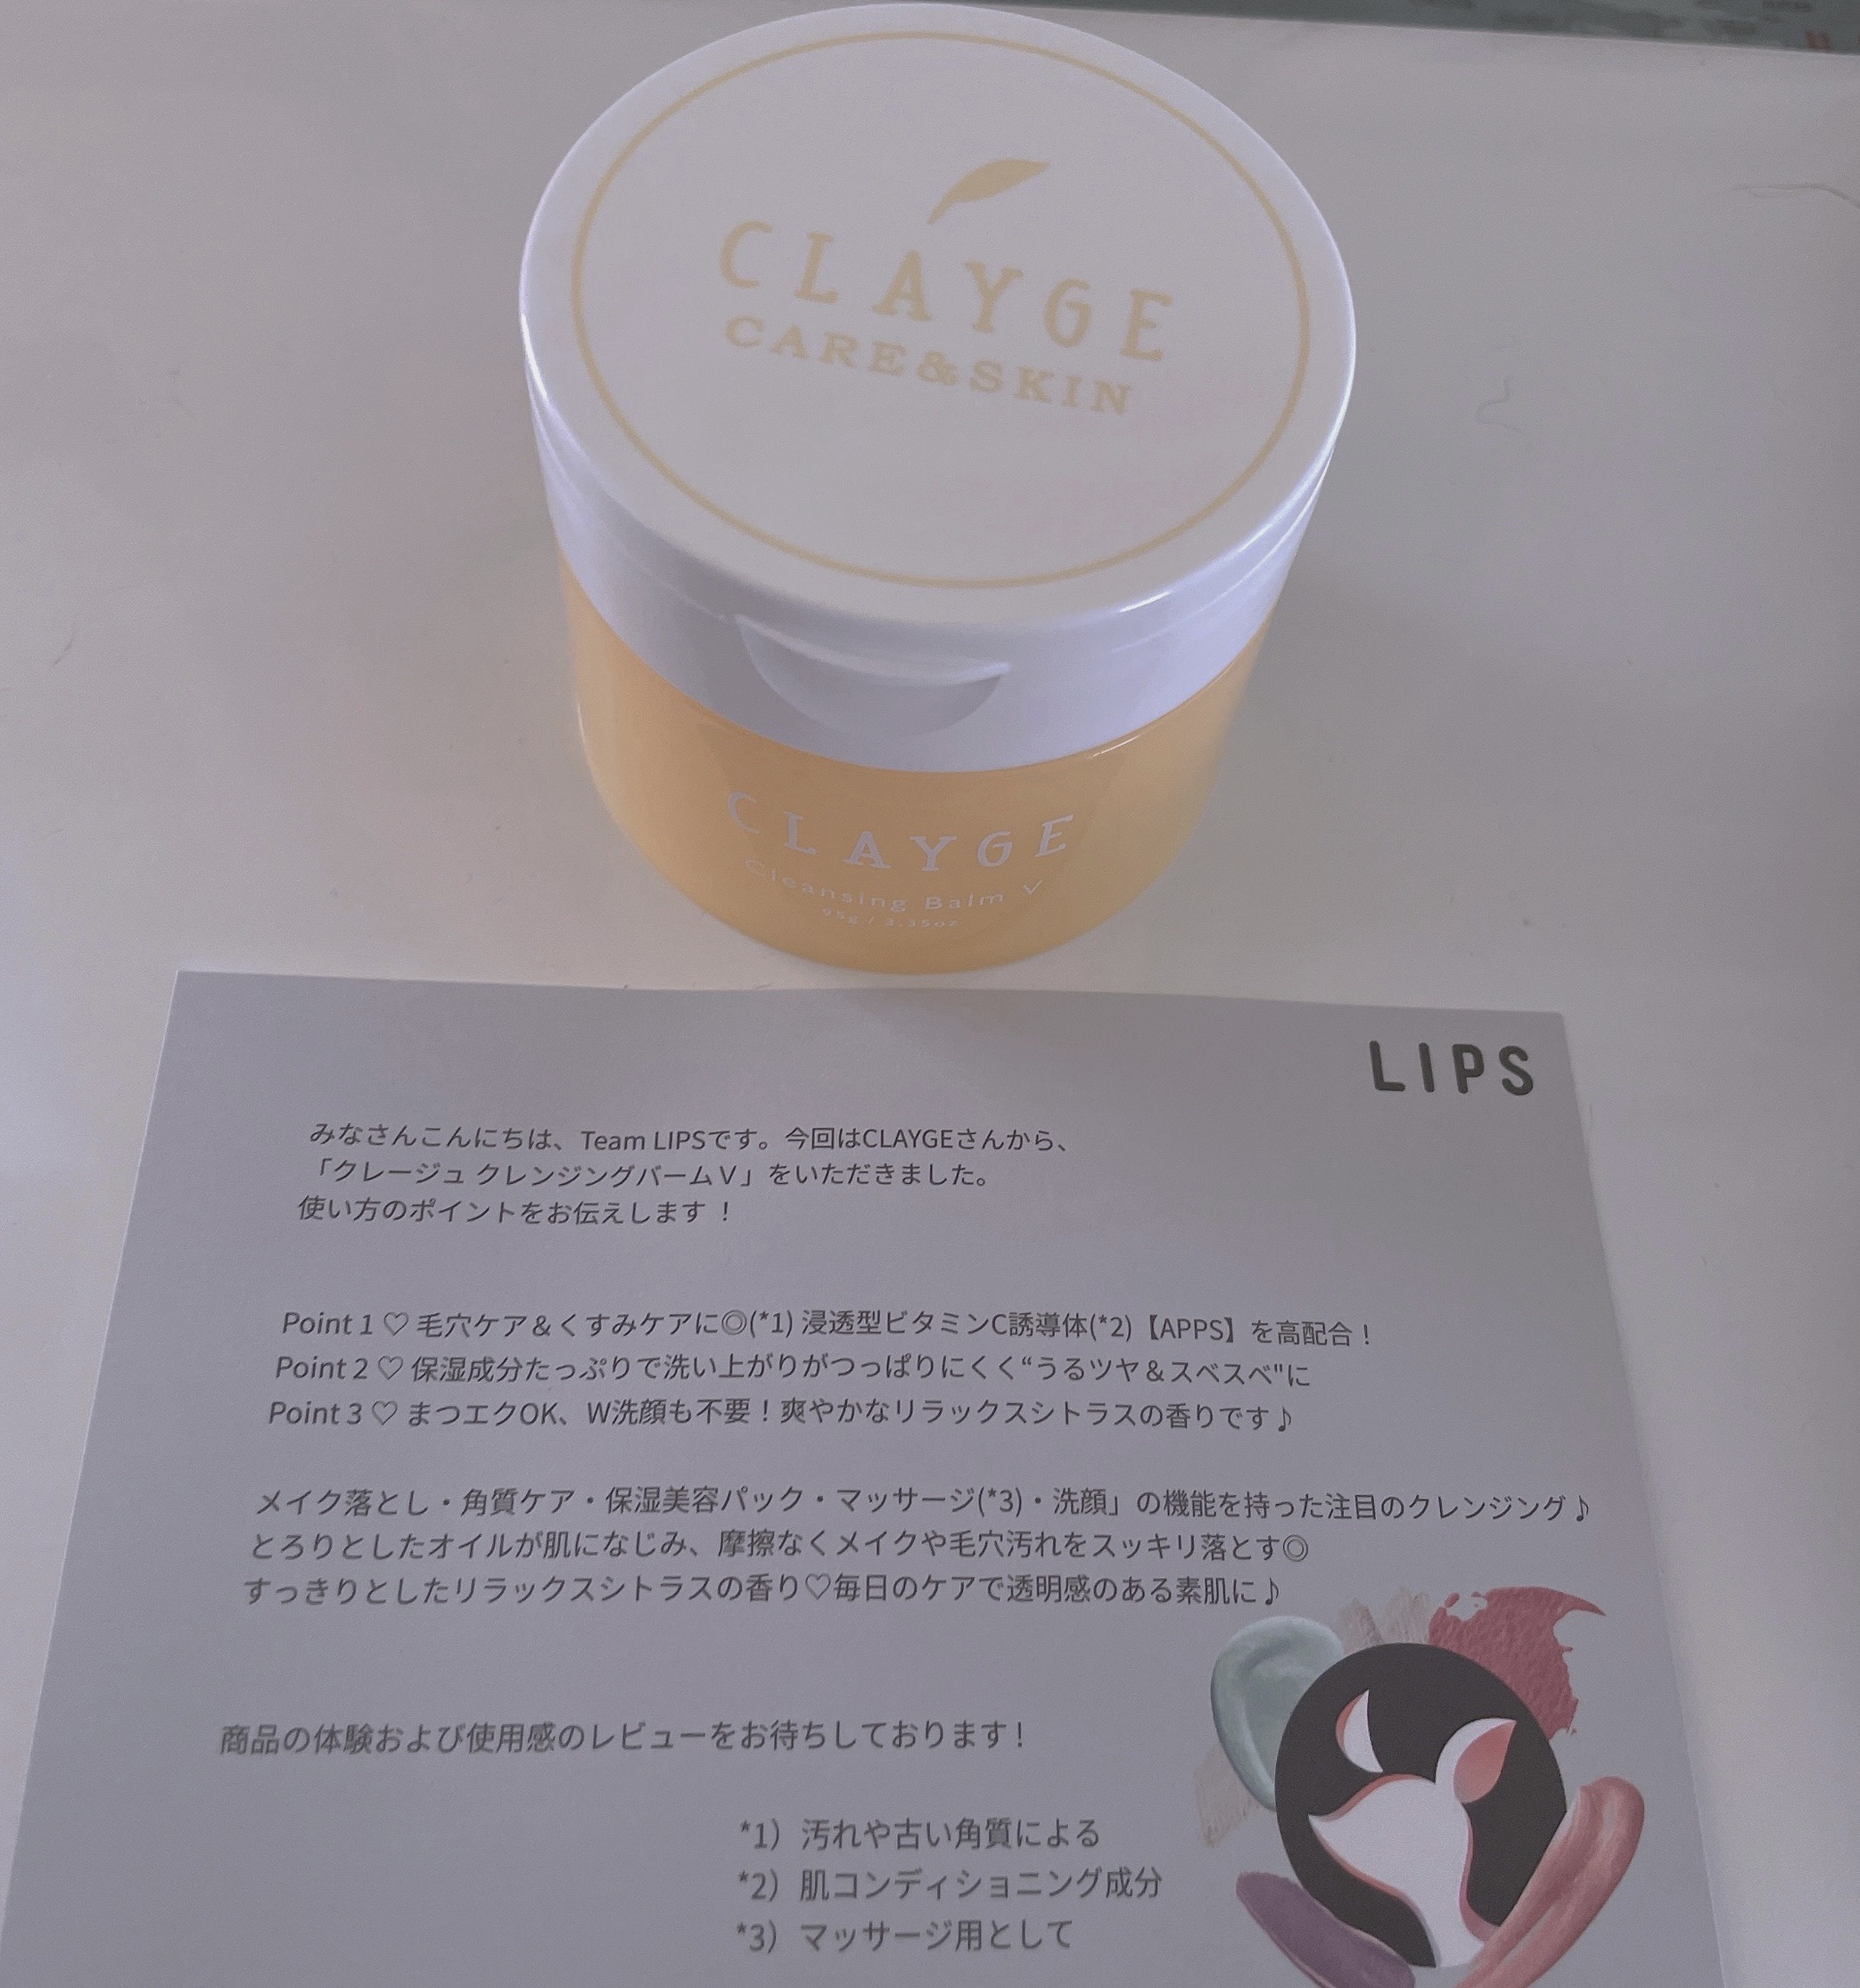 CLAYGE
CARE&SKIN
CLAYGE
Cleansing Balm V
95g / 3.35oz
LIPS
みなさんこんにちは、Team LIPSです。今回はCLAYGEさんから、
「クレージュ クレンジングバームV」をいただきました。
使い方のポイントをお伝えします！
Point 1 ♡ 毛穴ケア＆くすみケアに◎(*1) 浸透型ビタミンC誘導体(*2)【APPS】を高配合！
Point 2 ♡ 保湿成分たっぷりで洗い上がりがつっぱりにくく“うるツヤ＆スベスベ"に
Point 3 ♡ まつエクOK、W洗顔も不要！爽やかなリラックスシトラスの香りです♪
メイク落とし・角質ケア・保湿美容パック・マッサージ(*3)・洗顔」の機能を持った注目のクレンジング♪
とろりとしたオイルが肌になじみ、摩擦なくメイクや毛穴汚れをスッキリ落とす◎
すっきりとしたリラックスシトラスの香り♡毎日のケアで透明感のある素肌に♪
商品の体験および使用感のレビューをお待ちしております！
*1）汚れや古い角質による
*2）肌コンディショニング成分
*3）マッサージ用として